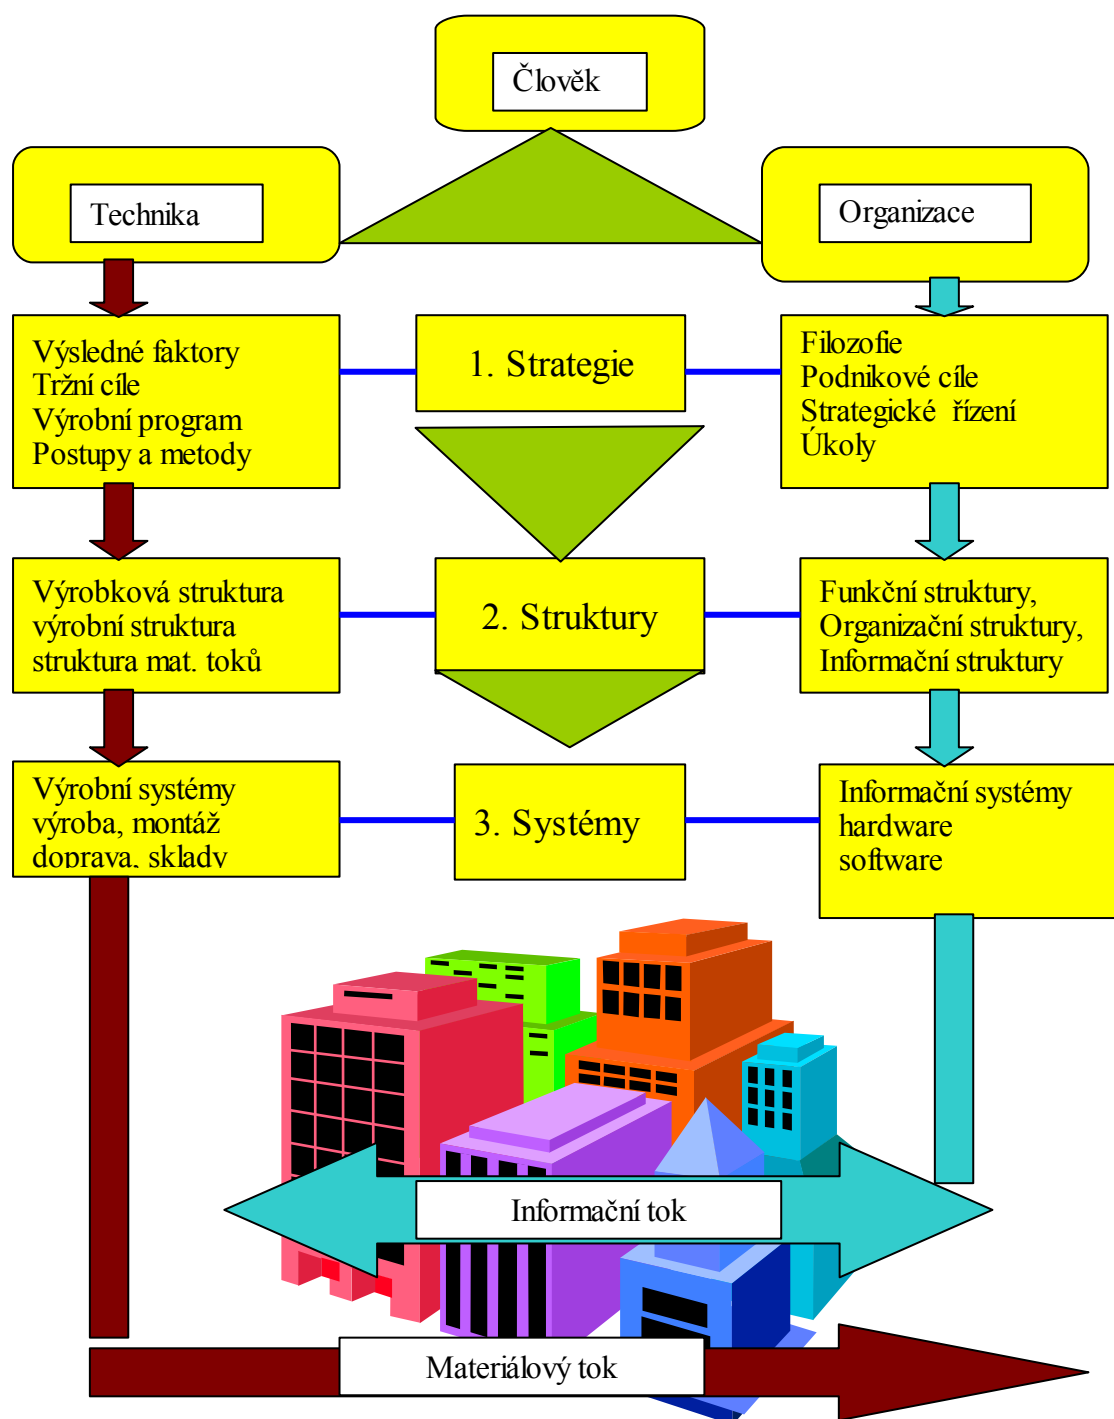 Člověk
Technika
Organizace
Výsledné faktory
Tržní cíle
Výrobní program
Postupy a metody
1. Strategie
Filozofie
Podnikové cíle
Strategické řízení
Úkoly
Výrobková struktura
výrobní struktura
struktura mat. toků
2. Struktury
Funkční struktury,
Organizační struktury,
Informační struktury
Výrobní systémy
výroba, montáž
doprava, sklady
3. Systémy
Informační systémy
hardware
software
Informační tok
Materiálový tok